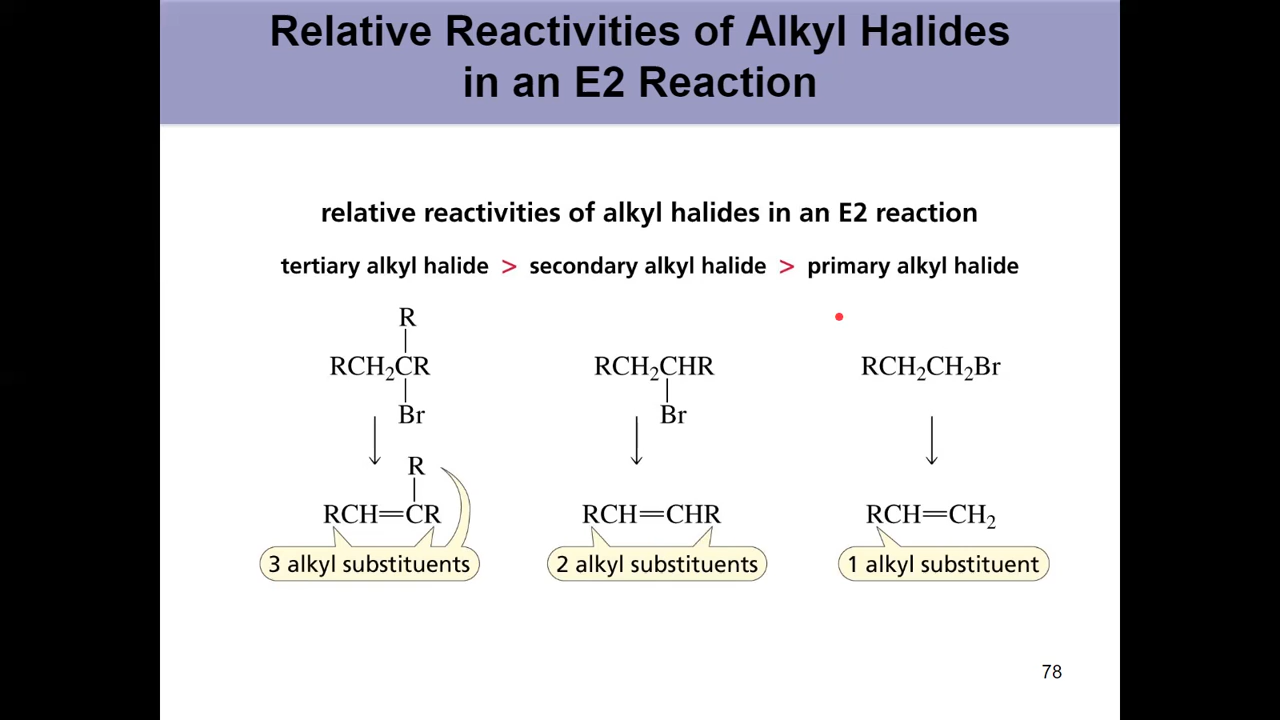 Relative Reactivities of Alkyl Halides
in an E2 Reaction
relative reactivities of alkyl halides in an E2 reaction
tertiary alkyl halide > secondary alkyl halide > primary alkyl halide
R
RCH₂CR
Br
RCH₂CHR
Br
RCH₂CH₂Br
R
RCH=CR
RCH=CHR
RCH=CH₂
3 alkyl substituents
2 alkyl substituents
1 alkyl substituent
78